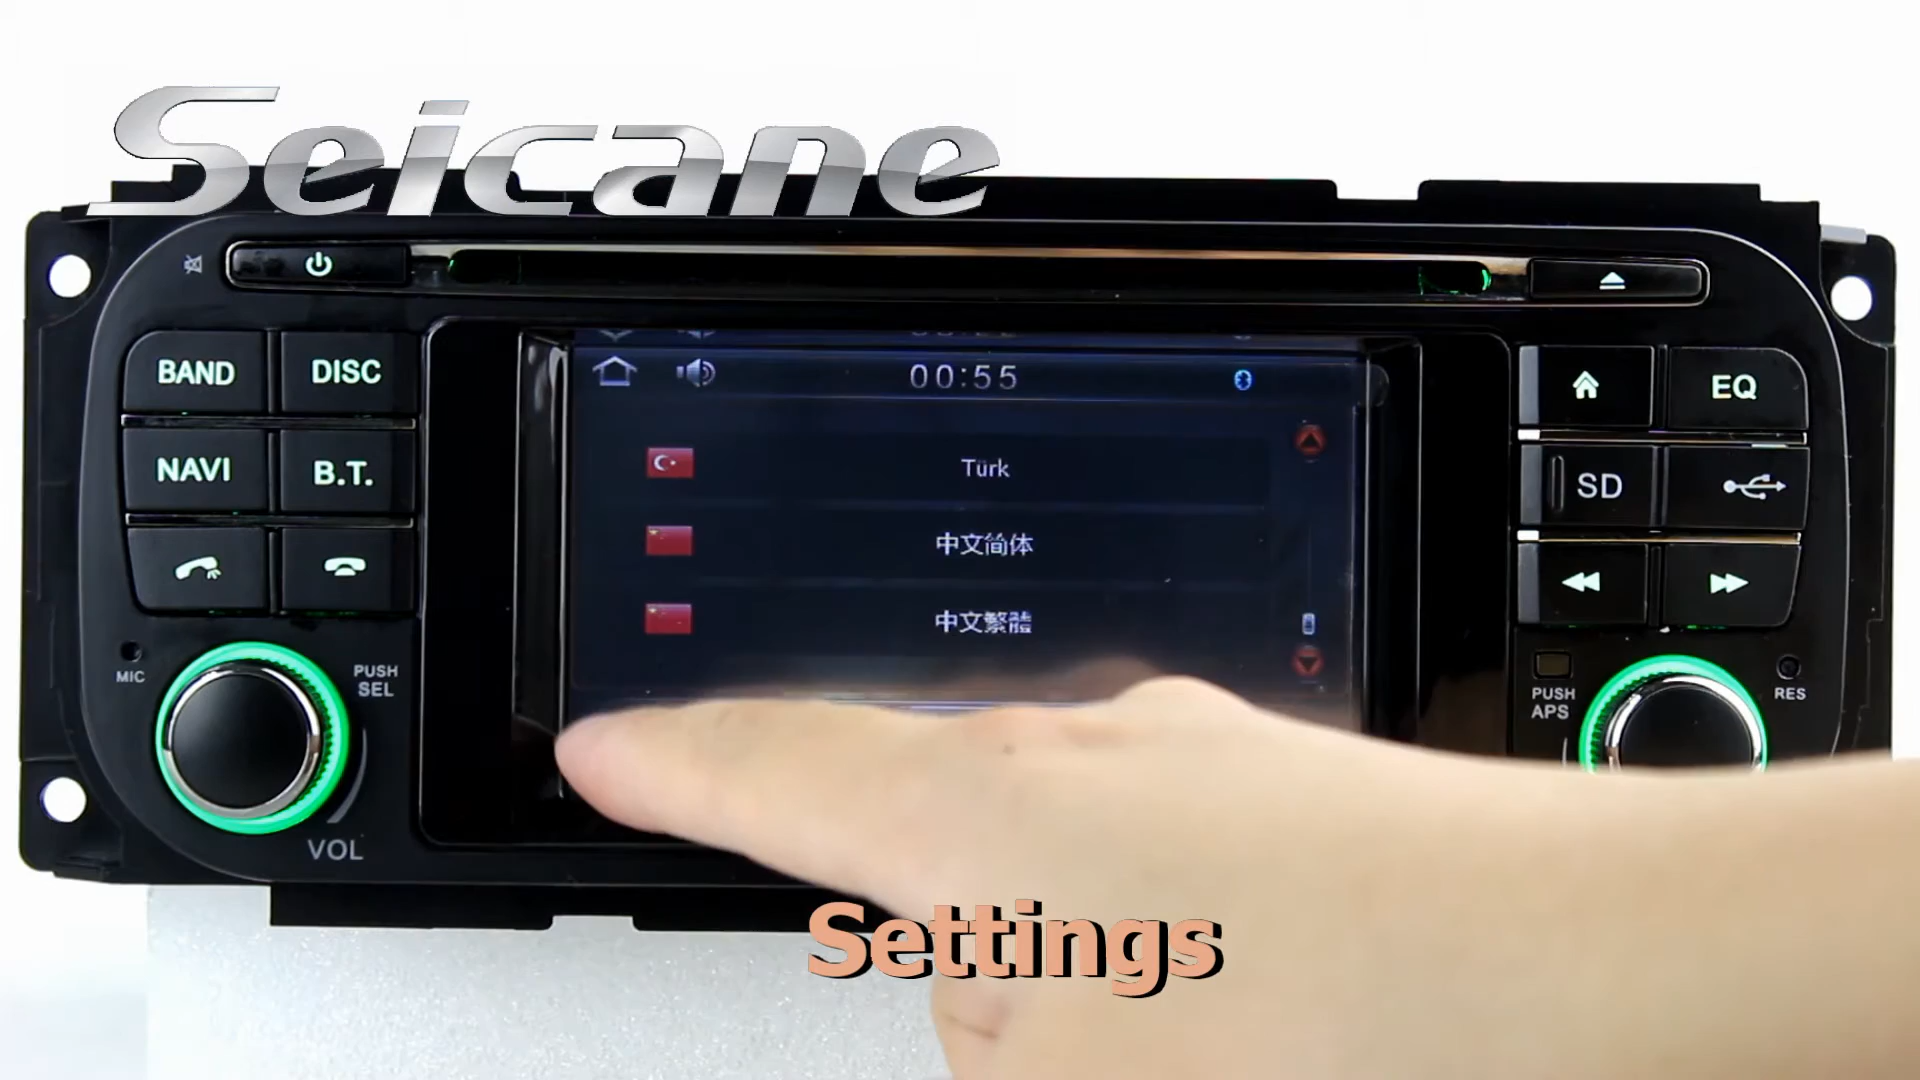 Seicane
BAND
DISC
NAVI
B.T.
MIC
PUSH
SEL
VOL
00:55
Türk
中文简体
中文繁體
EQ
SD
PUSH
APS
RES
Settings